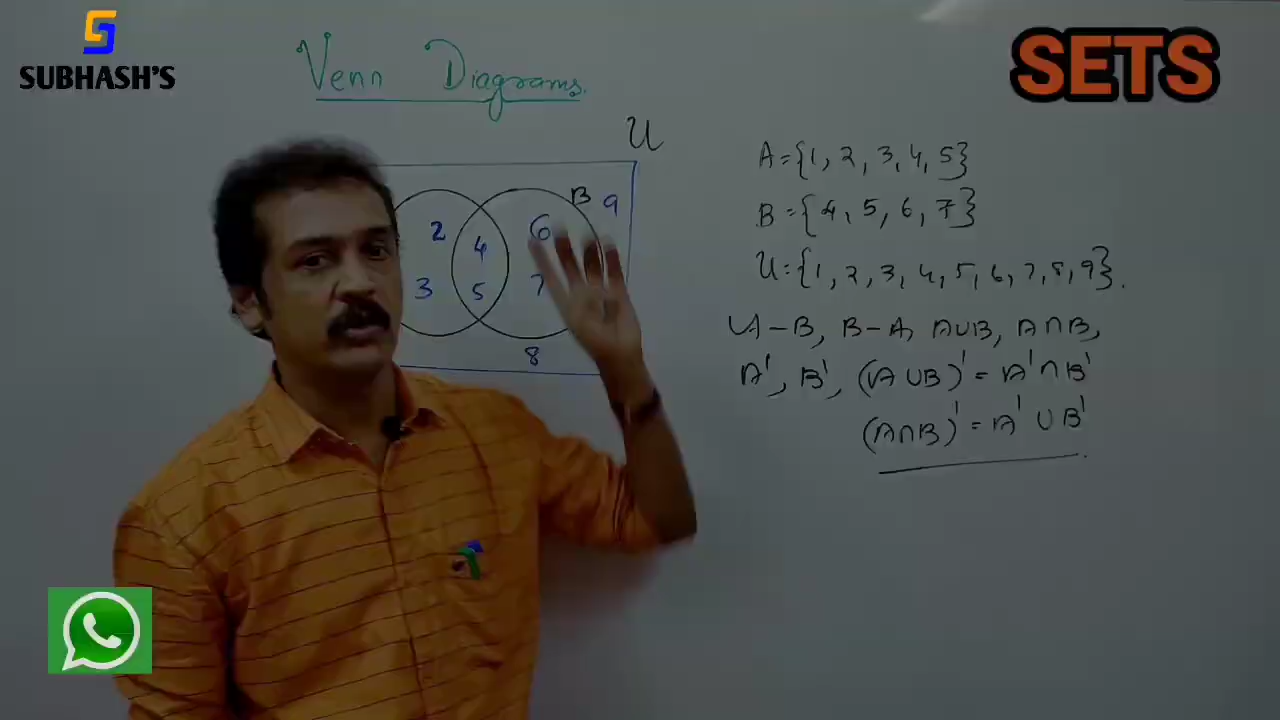 SUBHASH'S
SETS
Venn Diagrams.
U
B
9
2
4
6
3
5
7
8
A={1, 2, 3, 4, 5}
B={4, 5, 6, 7}
U={1, 2, 3, 4, 5, 6, 7, 8, 9}.
A-B, B-A, A∪B, A∩B,
A', B', (A∪B)' = A'∩B'
(A∩B)' = A' ∪ B'